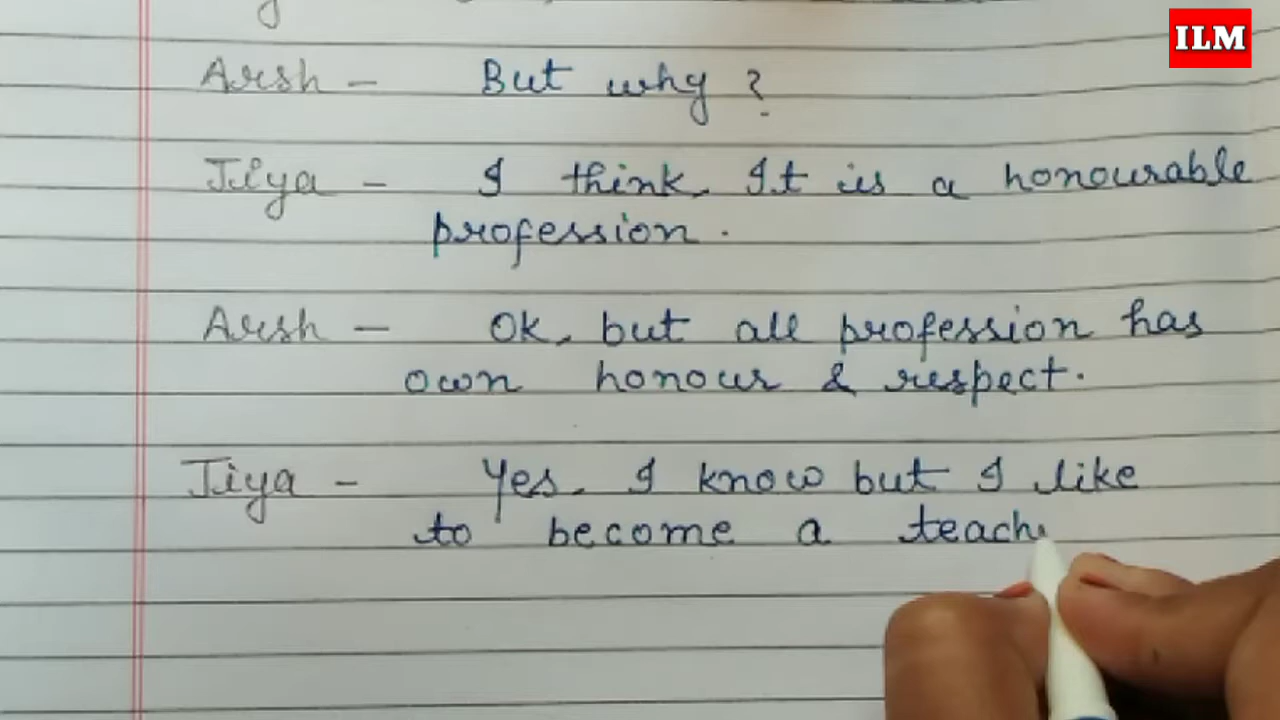 ILM
Arsh - But why ?
Jiya - I think, It is a honourable
profession.
Arsh - Ok, but all profession has
own honour & respect.
Jiya - Yes. I know but I like
to become a teach